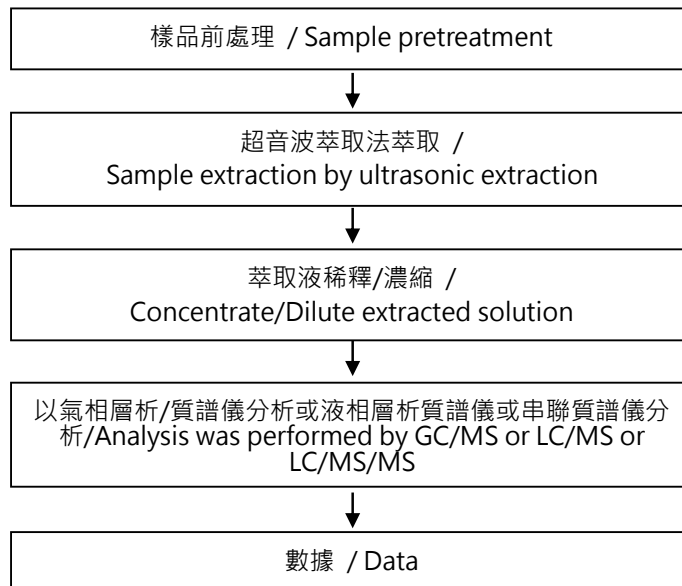 樣品前處理 / Sample pretreatment
超音波萃取法萃取 /
Sample extraction by ultrasonic extraction
萃取液稀釋/濃縮 /
Concentrate/Dilute extracted solution
以氣相層析/質譜儀分析或液相層析質譜儀或串聯質譜儀分
析/Analysis was performed by GC/MS or LC/MS or
LC/MS/MS
數據 / Data